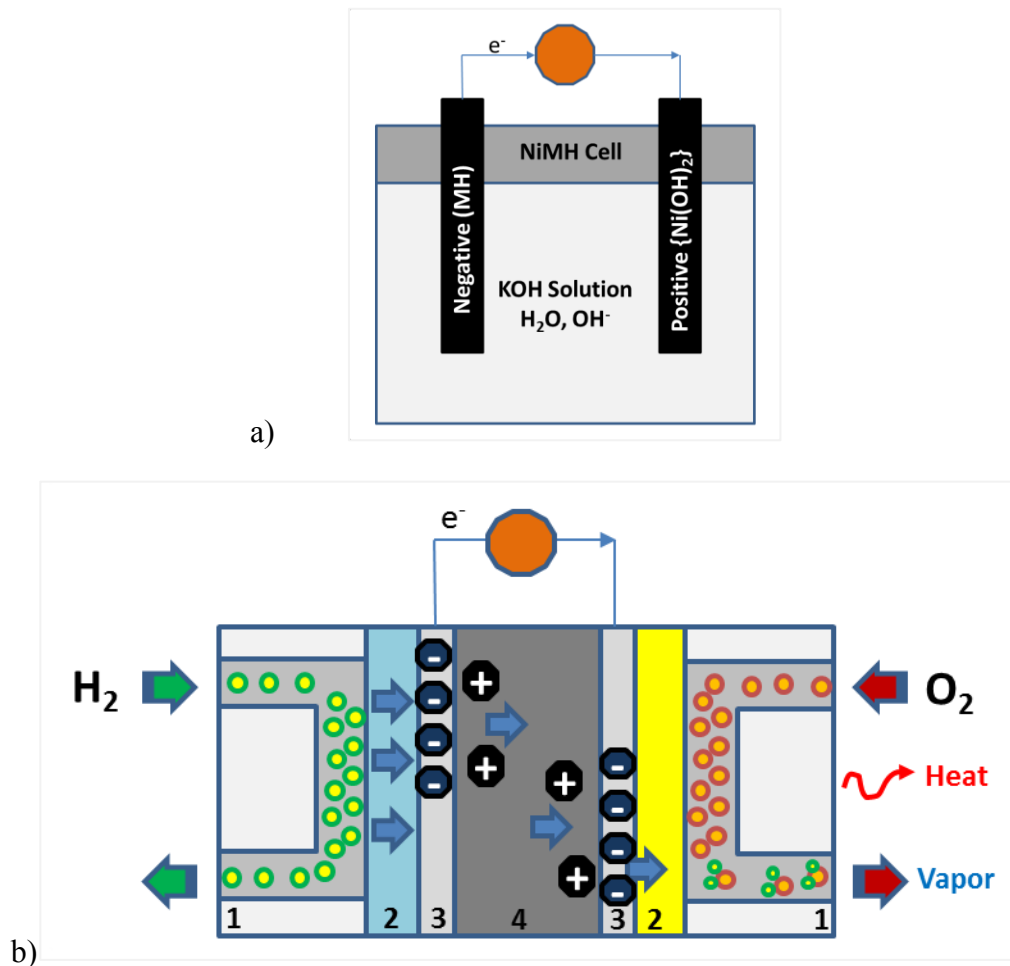 e⁻
NiMH Cell
Negative (MH)
Positive {Ni(OH)₂}
KOH Solution
H₂O, OH⁻
a)
e⁻
H₂
O₂
Heat
Vapor
- - - -
+ + + +
- - - -
1 2 3 4 3 2 1
b)